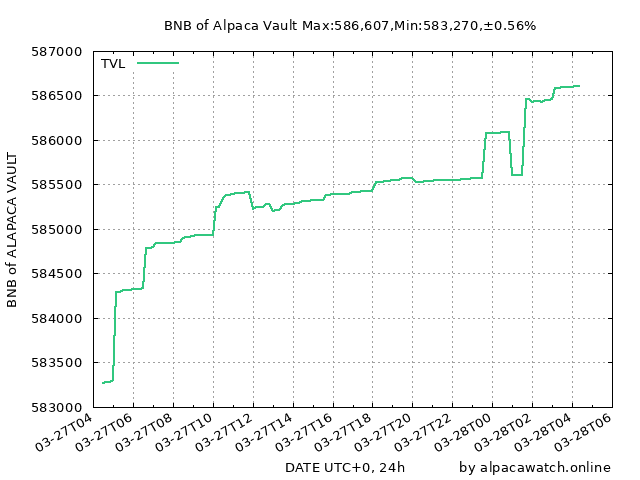 BNB of Alpaca Vault Max:586,607,Min:583,270,±0.56%
TVL
587000
586500
586000
585500
585000
584500
584000
583500
583000
BNB of ALAPACA VAULT
03-27T04
03-27T06
03-27T08
03-27T10
03-27T12
03-27T14
03-27T16
03-27T18
03-27T20
03-27T22
03-28T00
03-28T02
03-28T04
03-28T06
DATE UTC+0, 24h
by alpacawatch.online